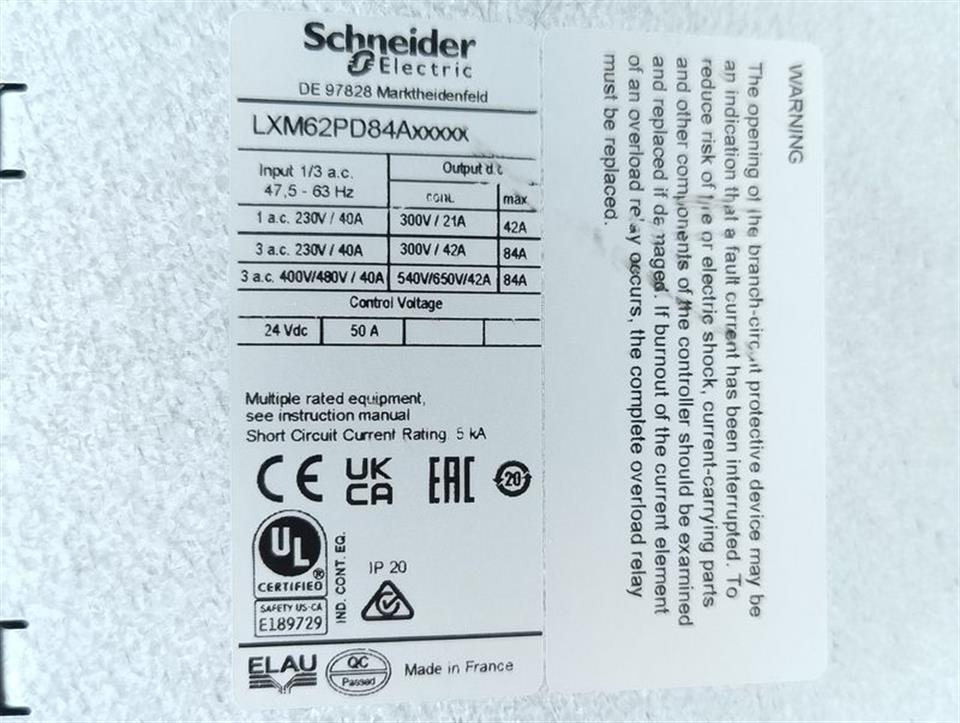 Schneider
Electric
DE 97828 Marktheidenfeld
LXM62PD84Axxxxx
Input 1/3 a.c.
47,5 - 63 Hz
Output d.c
cont.
max
1 a.c. 230V / 40A
300V / 21A
42A
3 a.c. 230V / 40A
300V / 42A
84A
3 a.c. 400V/480V / 40A
540V/650V/42A
84A
Control Voltage
24 Vdc
50 A
Multiple rated equipment,
see instruction manual
Short Circuit Current Rating 5 kA
CE
UK
CA
EAC
20
UL
®
CERTIFIED
SAFETY US-CA
E189729
IND. CONT. EQ.
IP 20
ELAU
QC
Passed
Made in France
WARNING
The opening of the branch-circuit protective device may be
an indication that a fault current has been interrupted. To
reduce risk of fire or electric shock, current-carrying parts
and other components of the controller should be examined
and replaced if damaged. If burnout of the current element
of an overload relay occurs, the complete overload relay
must be replaced.